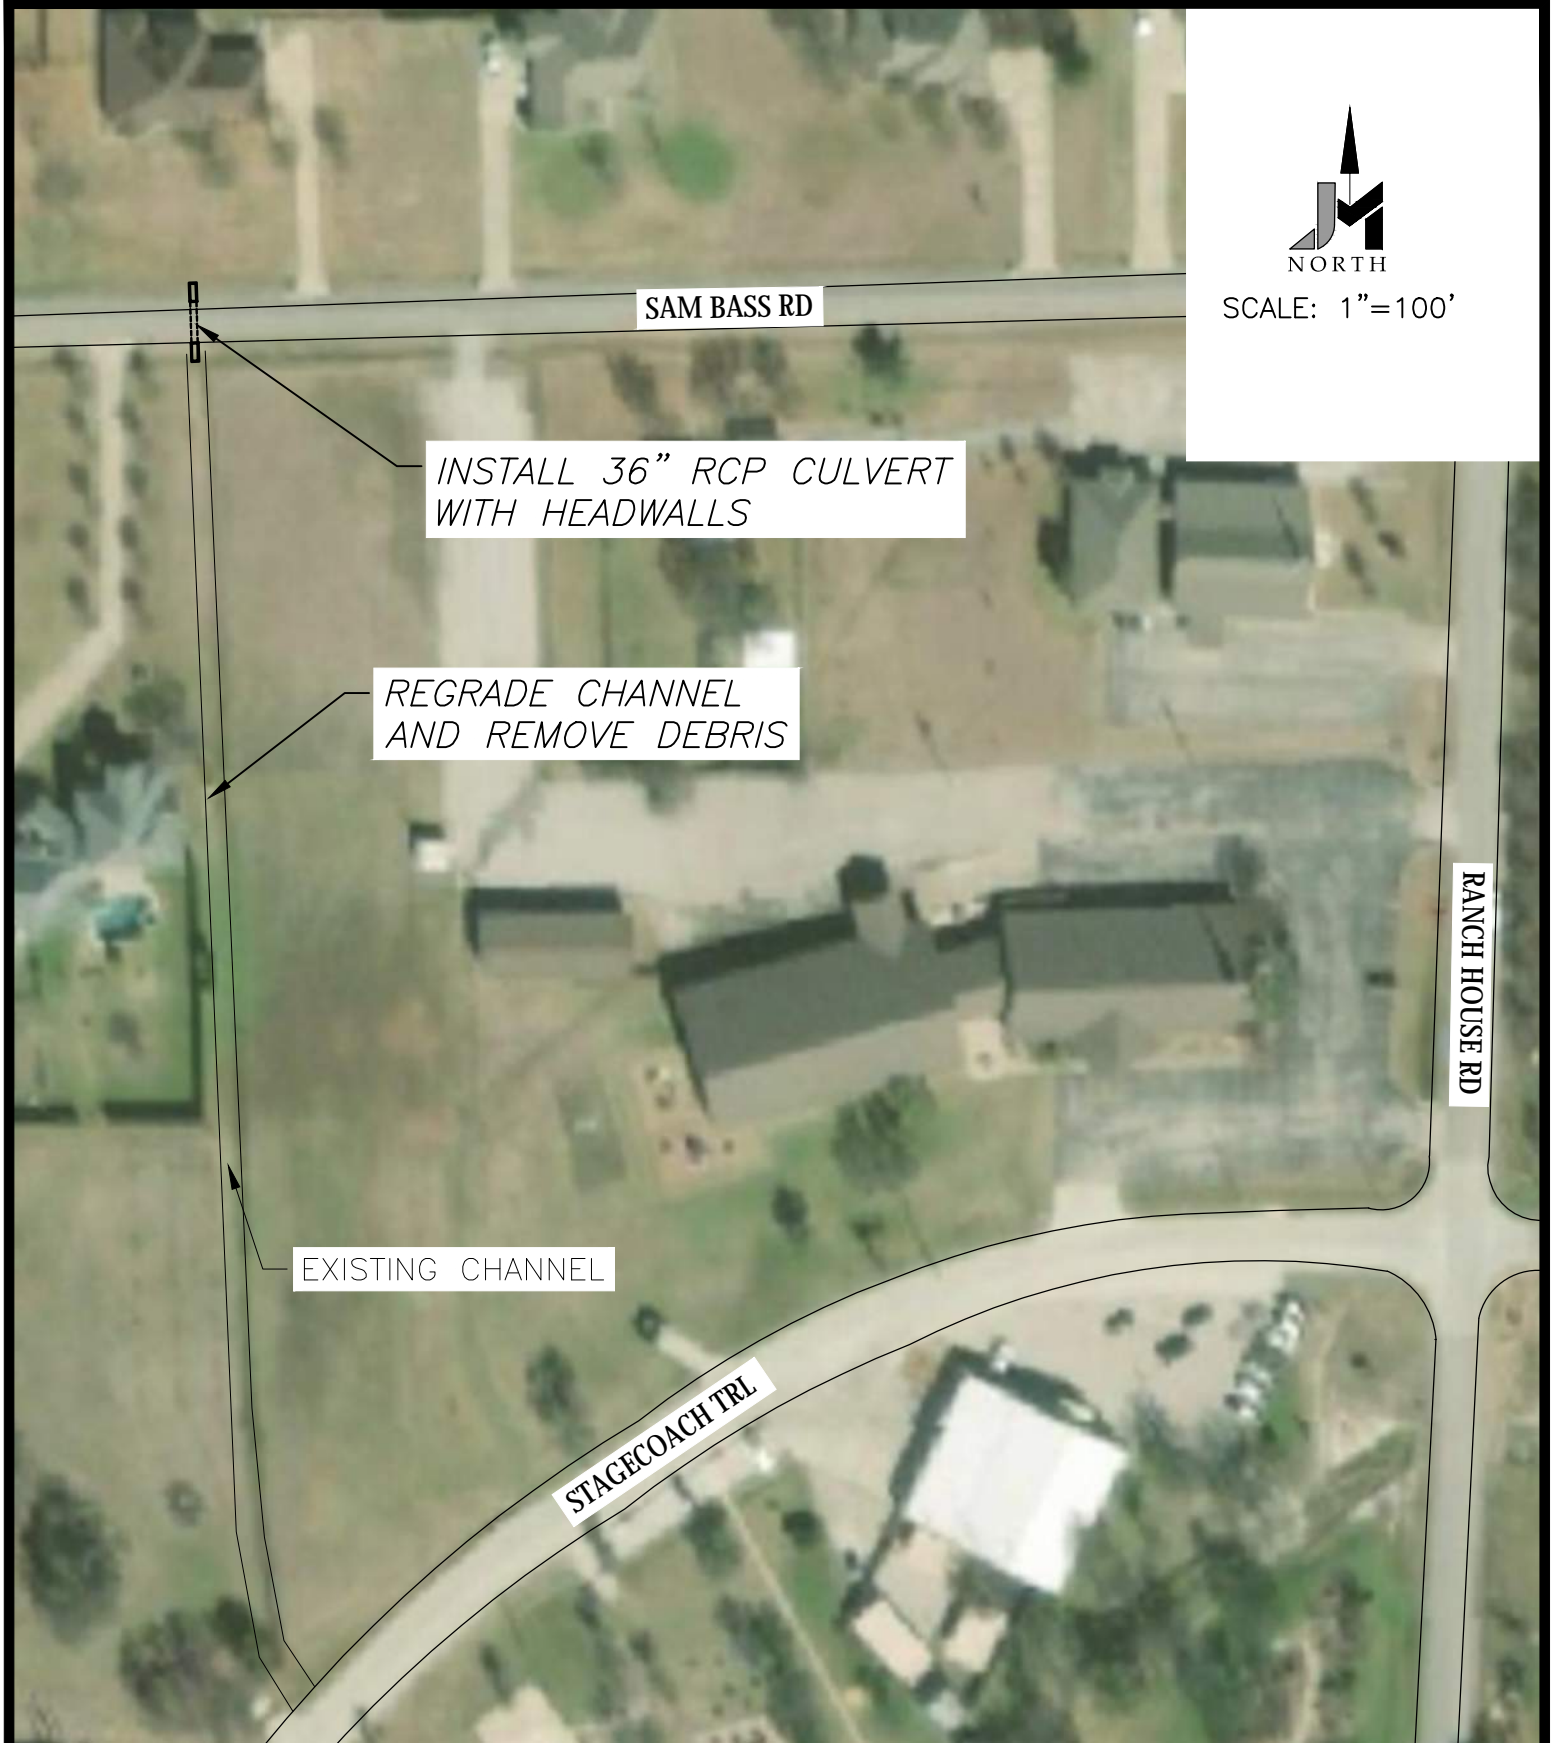 NORTH
SCALE: 1”=100’
SAM BASS RD
INSTALL 36” RCP CULVERT
WITH HEADWALLS
REGRADE CHANNEL
AND REMOVE DEBRIS
RANCH HOUSE RD
EXISTING CHANNEL
STAGECOACH TRL